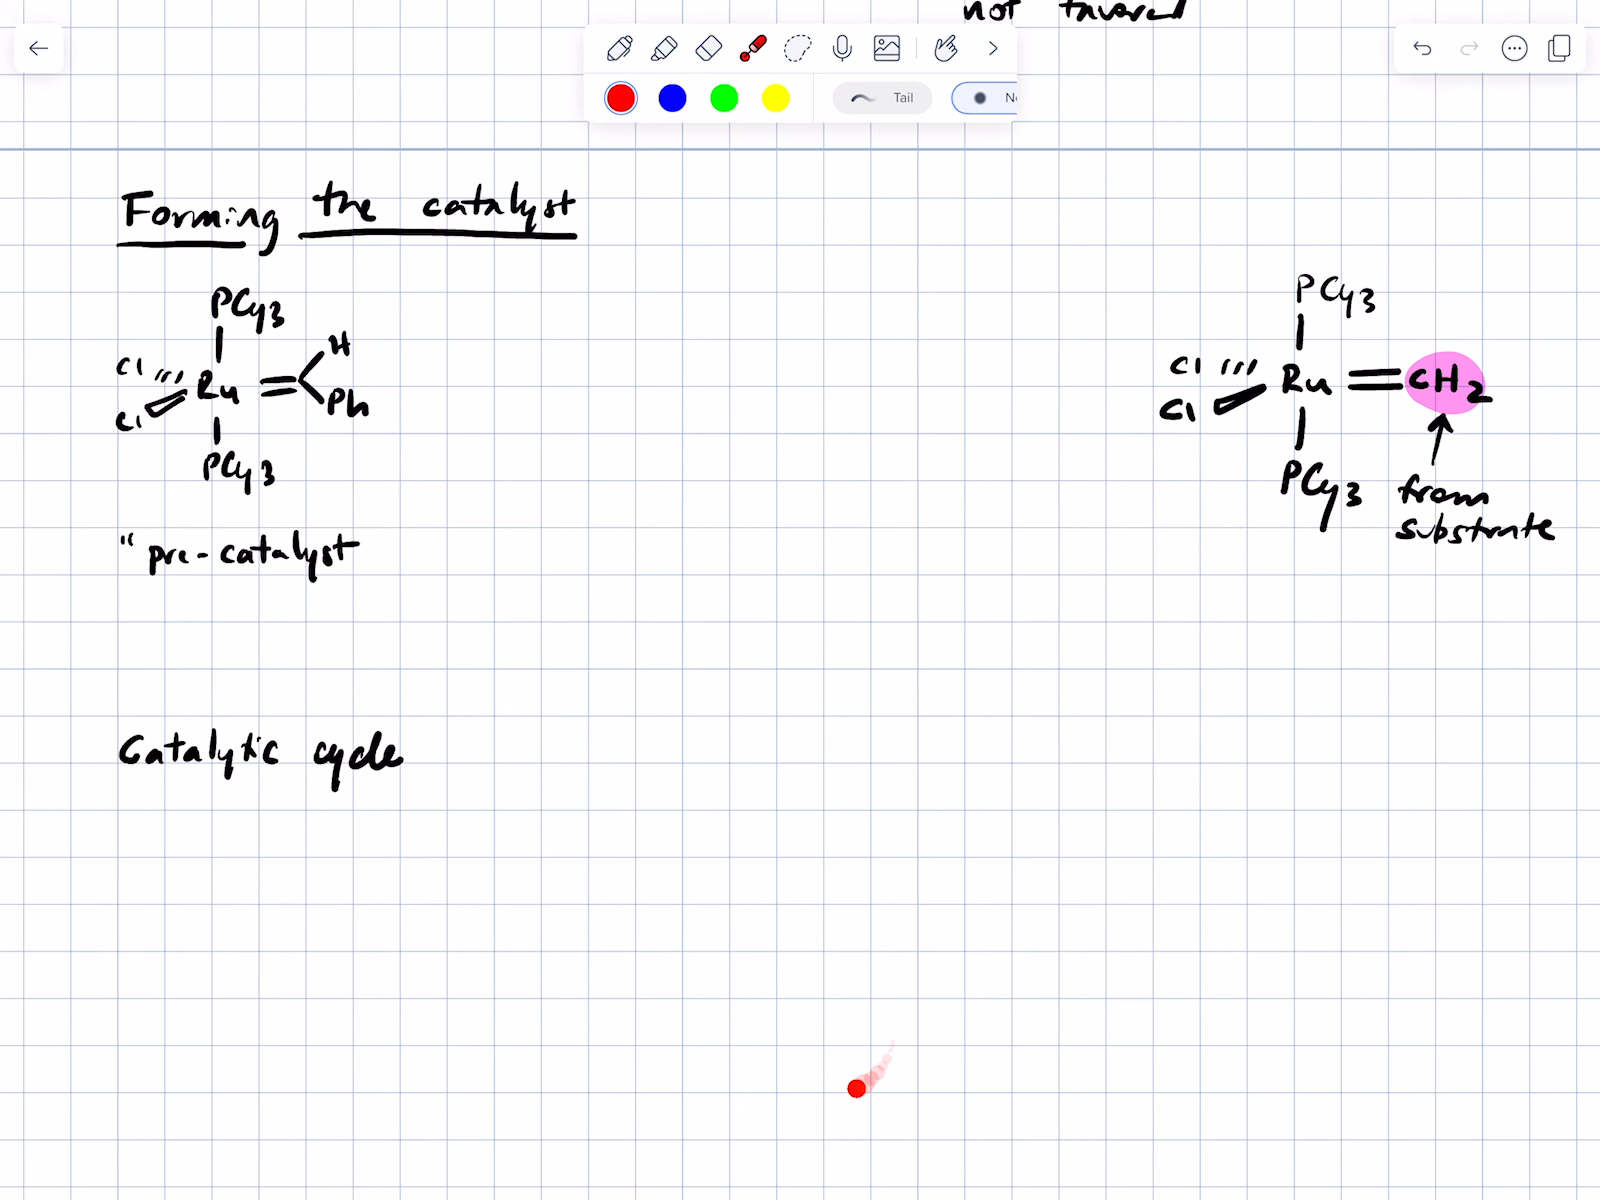 not favored
Tail
Forming the catalyst
PCy3
Cl
Cl
Ru
H
Ph
PCy3
"pre-catalyst
PCy3
Cl
Cl
Ru
CH2
PCy3
from
substrate
Catalytic cycle